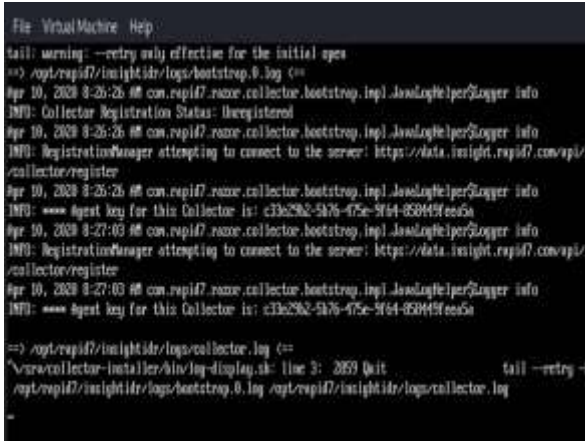 File Virtual Machine Help
tail: warning: --retry only effective for the initial open
==> /opt/rapid7/insightidr/logs/bootstrap.0.log <==
Apr 10, 2020 8:26:26 AM com.rapid7.razor.collector.bootstrap.impl.JavaLogHelper$Logger info
INFO: Collector Registration Status: Unregistered
Apr 10, 2020 8:26:26 AM com.rapid7.razor.collector.bootstrap.impl.JavaLogHelper$Logger info
INFO: RegistrationManager attempting to connect to the server: https://data.insight.rapid7.com/api/
/collector/register
Apr 10, 2020 8:26:26 AM com.rapid7.razor.collector.bootstrap.impl.JavaLogHelper$Logger info
INFO: **** Agent key for this Collector is:
Apr 10, 2020 8:27:03 AM com.rapid7.razor.collector.bootstrap.impl.JavaLogHelper$Logger info
INFO: RegistrationManager attempting to connect to the server: https://data.insight.rapid7.com/api/
/collector/register
Apr 10, 2020 8:27:03 AM com.rapid7.razor.collector.bootstrap.impl.JavaLogHelper$Logger info
INFO: **** Agent key for this Collector is:
==> /opt/rapid7/insightidr/logs/collector.log <==
^\/srv/collector-installer/bin/log-display.sh: line 3: 2059 Quit tail --retry -
/opt/rapid7/insightidr/logs/bootstrap.0.log /opt/rapid7/insightidr/logs/collector.log